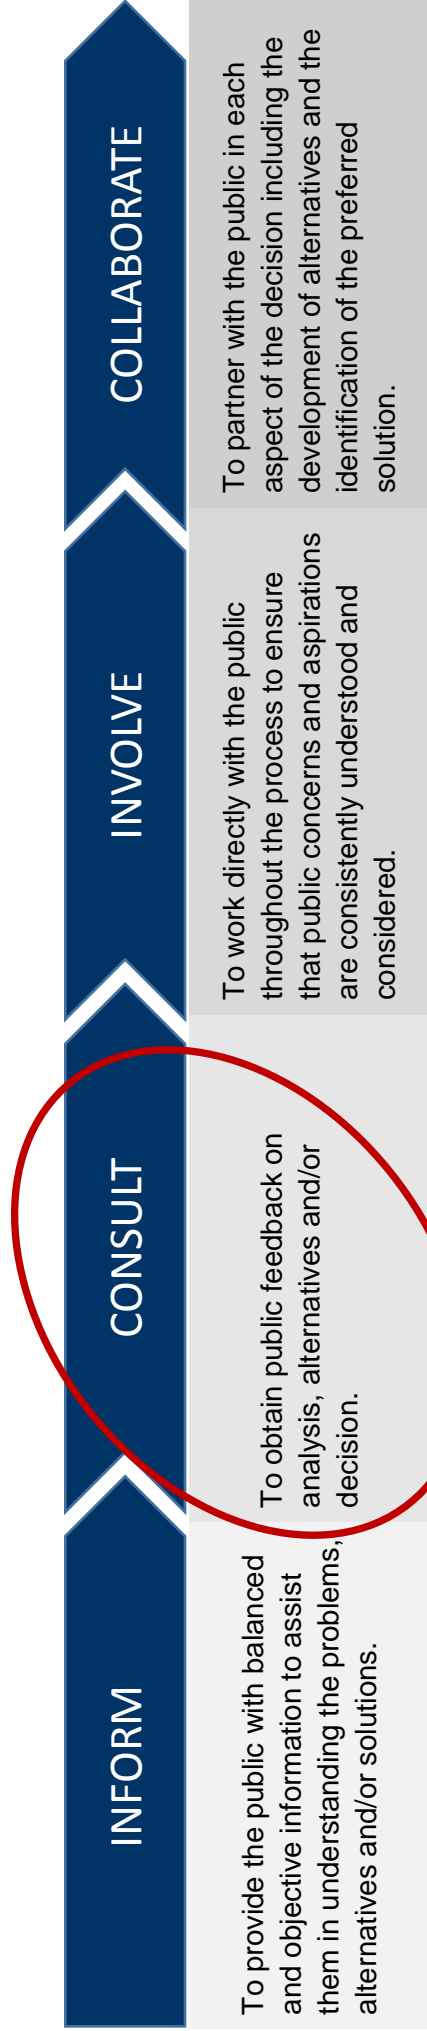 INFORM
To provide the public with balanced
and objective information to assist
them in understanding the problems,
alternatives and/or solutions.
CONSULT
To obtain public feedback on
analysis, alternatives and/or
decision.
INVOLVE
To work directly with the public
throughout the process to ensure
that public concerns and aspirations
are consistently understood and
considered.
COLLABORATE
To partner with the public in each
aspect of the decision including the
development of alternatives and the
identification of the preferred
solution.